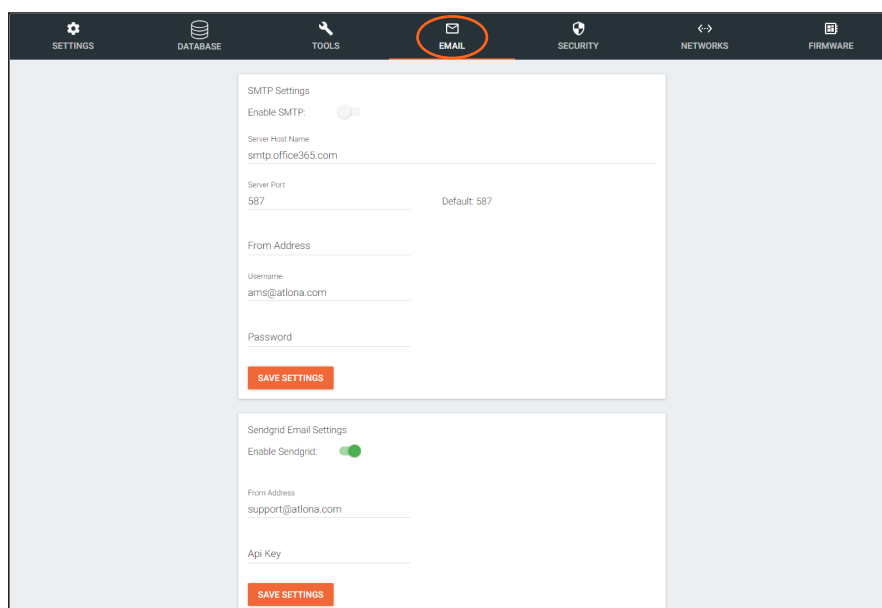 SETTINGS DATABASE TOOLS EMAIL SECURITY NETWORKS FIRMWARE
SMTP Settings
Enable SMTP:
Server Host Name
smtp.office365.com
Server Port
587 Default: 587
From Address
Username
ams@atlona.com
Password
SAVE SETTINGS
Sendgrid Email Settings
Enable Sendgrid:
From Address
support@atlona.com
Api Key
SAVE SETTINGS